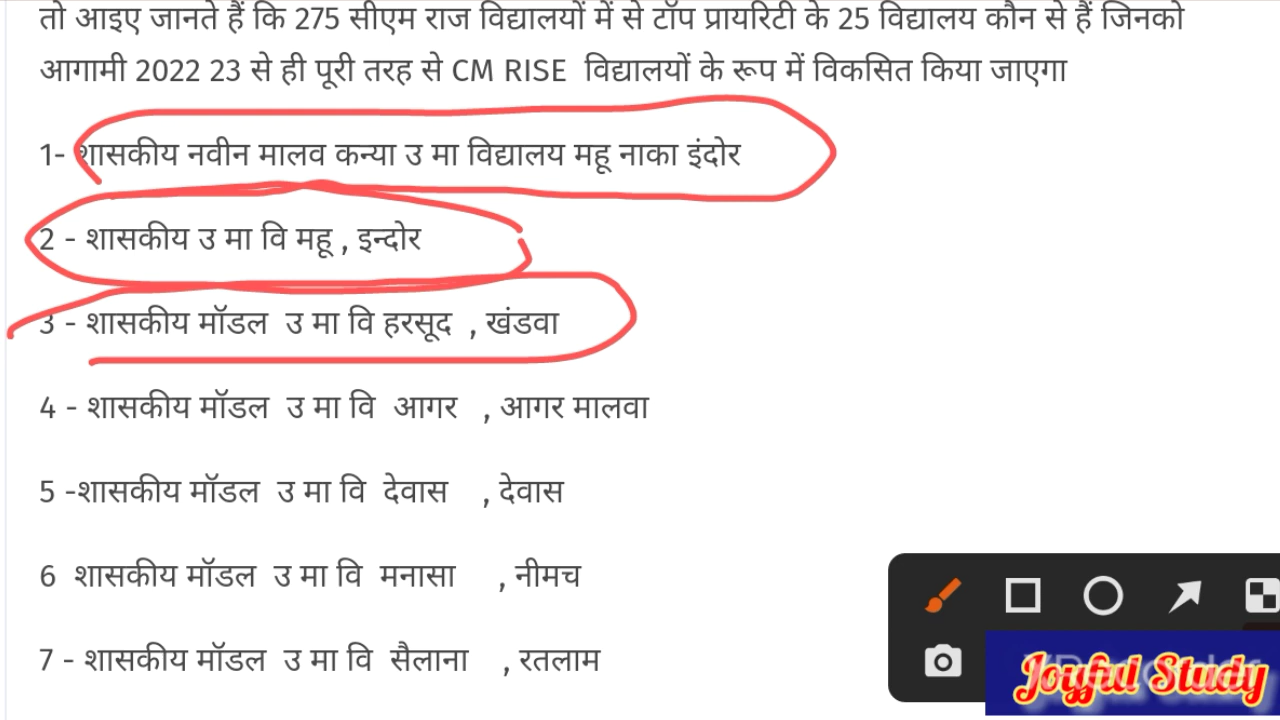 तो आइए जानते हैं कि 275 सीएम राज विद्यालयों में से टॉप प्रायरिटी के 25 विद्यालय कौन से हैं जिनको
आगामी 2022 23 से ही पूरी तरह से CM RISE विद्यालयों के रूप में विकसित किया जाएगा
1- शासकीय नवीन मालव कन्या उ मा विद्यालय महू नाका इंदोर
2 - शासकीय उ मा वि महू , इन्दोर
3 - शासकीय मॉडल उ मा वि हरसूद , खंडवा
4 - शासकीय मॉडल उ मा वि आगर , आगर मालवा
5 -शासकीय मॉडल उ मा वि देवास , देवास
6 शासकीय मॉडल उ मा वि मनासा , नीमच
7 - शासकीय मॉडल उ मा वि सैलाना , रतलाम
Joyful Study